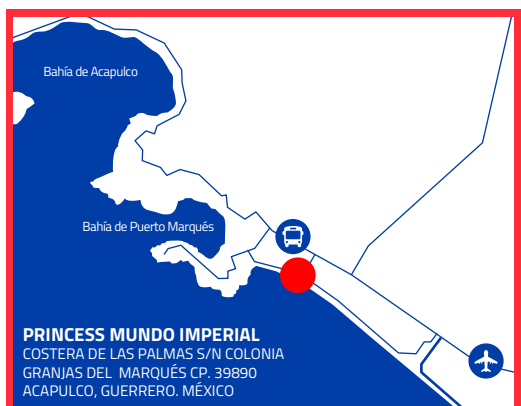 Bahía de Acapulco
Bahía de Puerto Marqués
PRINCESS MUNDO IMPERIAL
COSTERA DE LAS PALMAS S/N COLONIA
GRANJAS DEL MARQUÉS CP. 39890
ACAPULCO, GUERRERO. MÉXICO